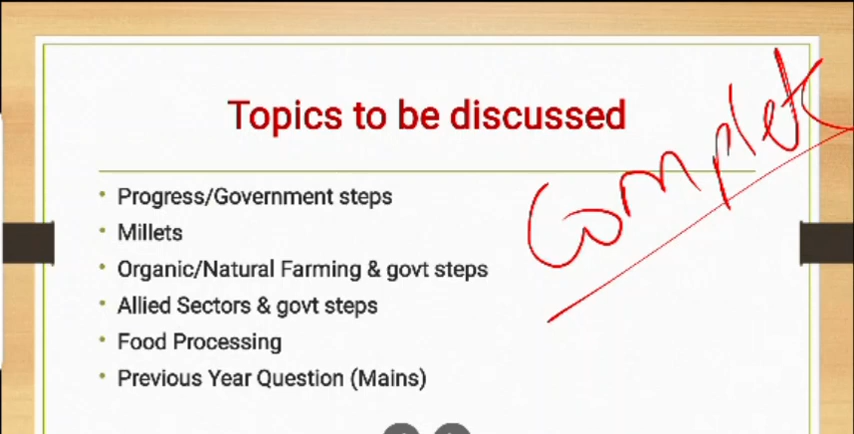 Topics to be discussed
Complete
• Progress/Government steps
• Millets
• Organic/Natural Farming & govt steps
• Allied Sectors & govt steps
• Food Processing
• Previous Year Question (Mains)